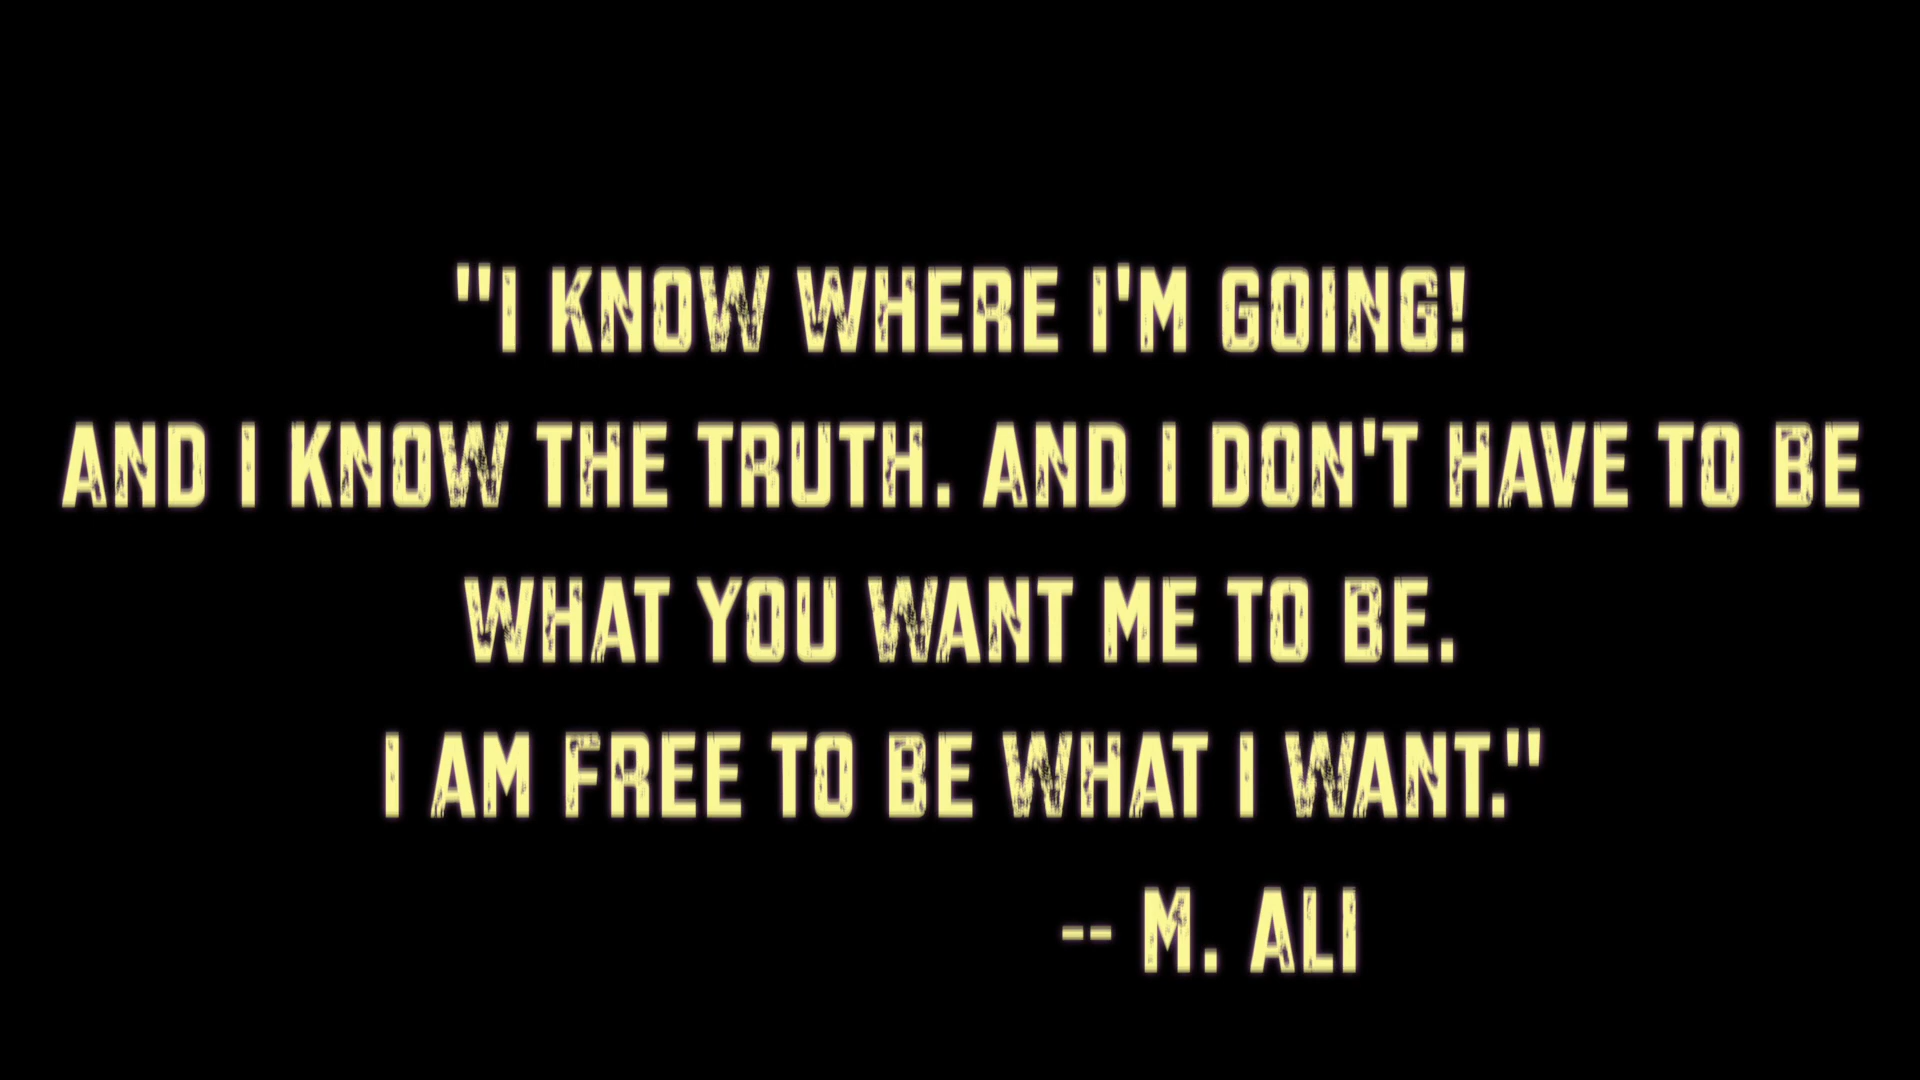 "I KNOW WHERE I'M GOING!
AND I KNOW THE TRUTH. AND I DON'T HAVE TO BE
WHAT YOU WANT ME TO BE.
I AM FREE TO BE WHAT I WANT."
-- M. ALI